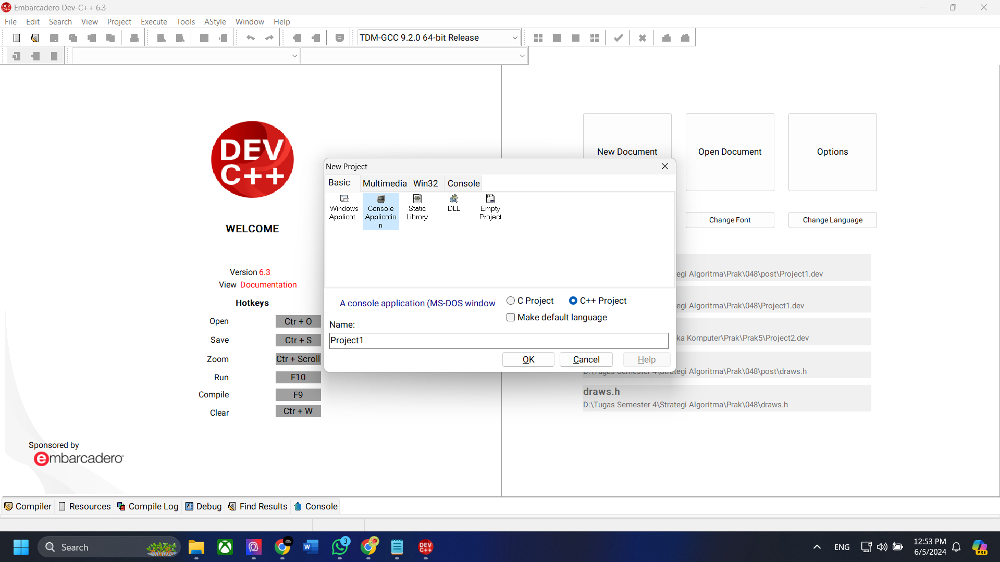 Embarcadero Dev-C++ 6.3
File Edit Search View Project Execute Tools AStyle Window Help
TDM-GCC 9.2.0 64-bit Release
DEV
C++
WELCOME
Version 6.3
View Documentation
Hotkeys
Open Ctr + O
Save Ctr + S
Zoom Ctr + Scroll
Run F10
Compile F9
Clear Ctr + W
Sponsored by
embarcadero
New Document
Open Document
Options
Change Font
Change Language
New Project
Basic Multimedia Win32 Console
Windows Applicat...
Console Applicatio n
Static Library
DLL
Empty Project
A console application (MS-DOS window
C Project C++ Project
Make default language
Name:
Project1
OK Cancel Help
egi Algoritma\Prak\048\post\Project1.dev
egi Algoritma\Prak\048\Project1.dev
ka Komputer\Prak\Prak5\Project2.dev
D:\Tugas Semester 4\Strategi Algoritma\Prak\048\post\draws.h
draws.h
D:\Tugas Semester 4\Strategi Algoritma\Prak\048\draws.h
Compiler Resources Compile Log Debug Find Results Console
Search
3
DEV
C++
ENG
12:53 PM
6/5/2024
PRE